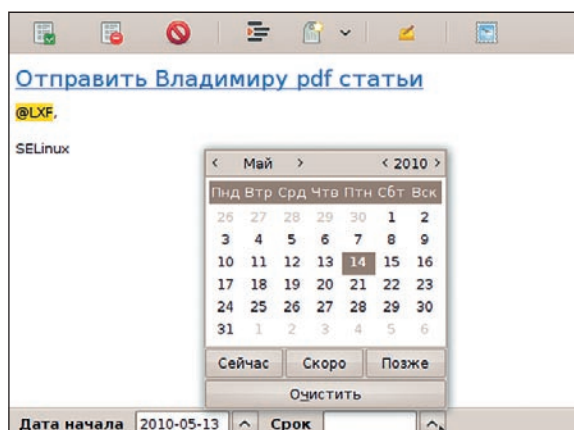 Отправить Владимиру pdf статьи
@LXF,
SELinux
< Май > < 2010 >
Пнд Втр Срд Чтв Птн Сбт Вск
26 27 28 29 30 1 2
3 4 5 6 7 8 9
10 11 12 13 14 15 16
17 18 19 20 21 22 23
24 25 26 27 28 29 30
31 1 2 3 4 5 6
Сейчас Скоро Позже
Очистить
Дата начала 2010-05-13 Срок